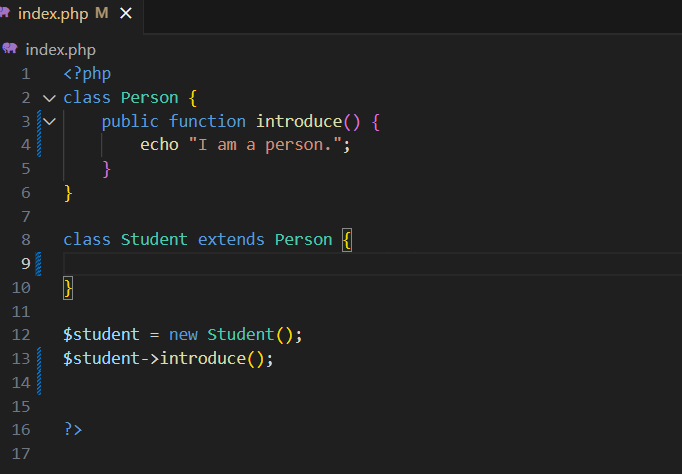 index.php M ×
index.php
1 <?php
2 class Person {
3     public function introduce() {
4         echo "I am a person.";
5     }
6 }
7
8 class Student extends Person {
9
10 }
11
12 $student = new Student();
13 $student->introduce();
14
15
16 ?>
17